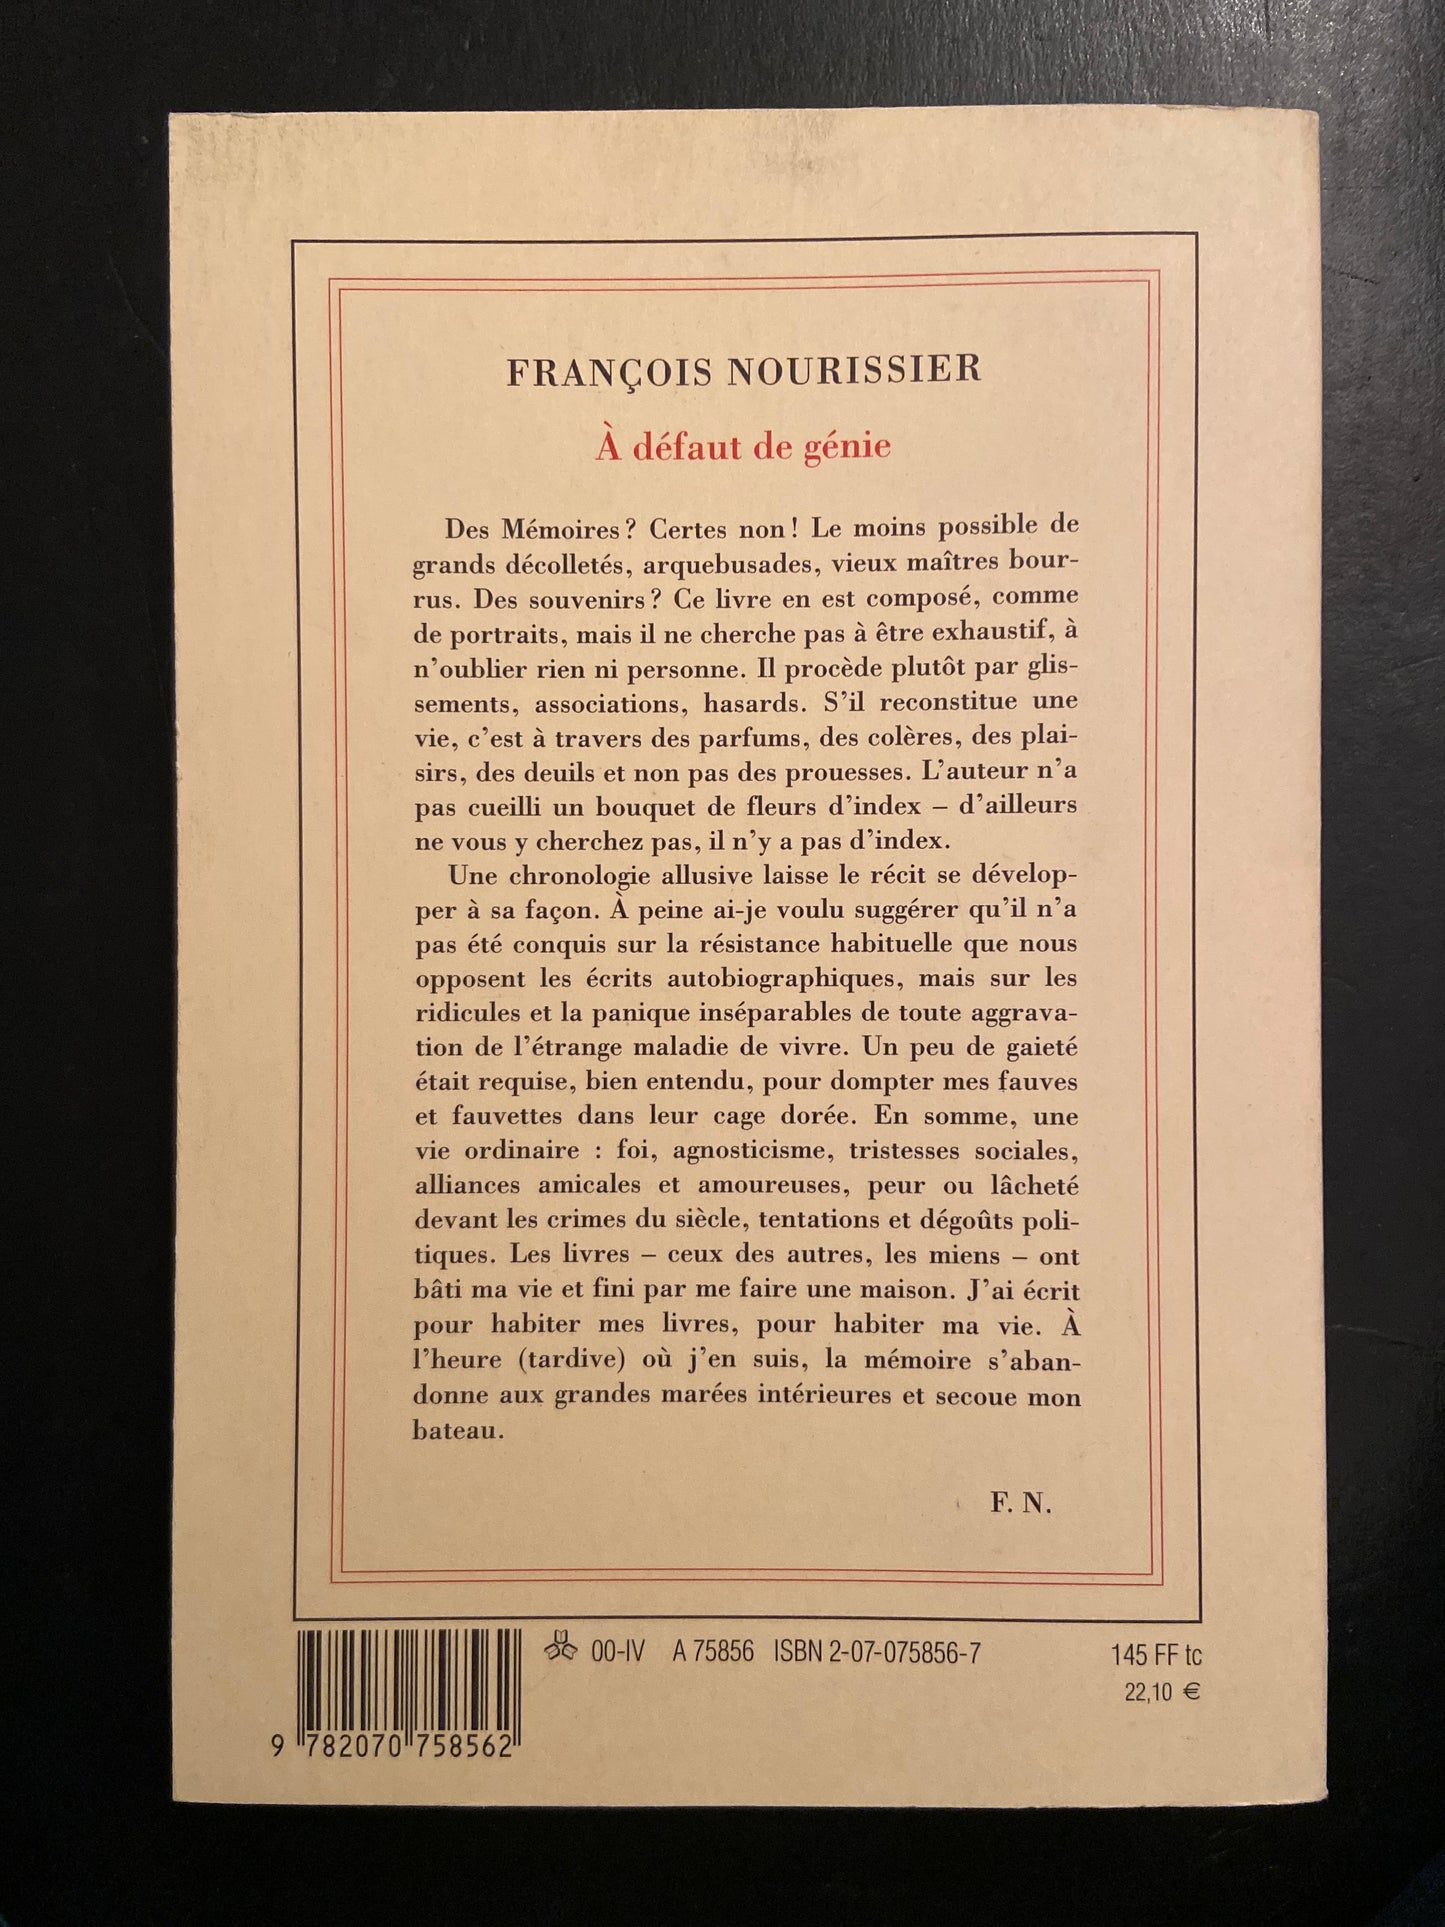 FRANÇOIS NOURISSIER
À défaut de génie
Des Mémoires ? Certes non ! Le moins possible de
grands décolletés, arquebusades, vieux maîtres bour-
rus. Des souvenirs ? Ce livre en est composé, comme
de portraits, mais il ne cherche pas à être exhaustif, à
n'oublier rien ni personne. Il procède plutôt par glis-
sements, associations, hasards. S'il reconstitue une
vie, c'est à travers des parfums, des colères, des plai-
sirs, des deuils et non pas des prouesses. L'auteur n'a
pas cueilli un bouquet de fleurs d'index – d'ailleurs
ne vous y cherchez pas, il n'y a pas d'index.
Une chronologie allusive laisse le récit se dévelop-
per à sa façon. À peine ai-je voulu suggérer qu'il n'a
pas été conquis sur la résistance habituelle que nous
opposent les écrits autobiographiques, mais sur les
ridicules et la panique inséparables de toute aggrava-
tion de l'étrange maladie de vivre. Un peu de gaieté
était requise, bien entendu, pour dompter mes fauves
et fauvettes dans leur cage dorée. En somme, une
vie ordinaire : foi, agnosticisme, tristesses sociales,
alliances amicales et amoureuses, peur ou lâcheté
devant les crimes du siècle, tentations et dégoûts poli-
tiques. Les livres – ceux des autres, les miens – ont
bâti ma vie et fini par me faire une maison. J'ai écrit
pour habiter mes livres, pour habiter ma vie. À
l'heure (tardive) où j'en suis, la mémoire s'aban-
donne aux grandes marées intérieures et secoue mon
bateau.
F. N.
00-IV A 75856 ISBN 2-07-075856-7
145 FF tc
22,10 €
9 782070 758562